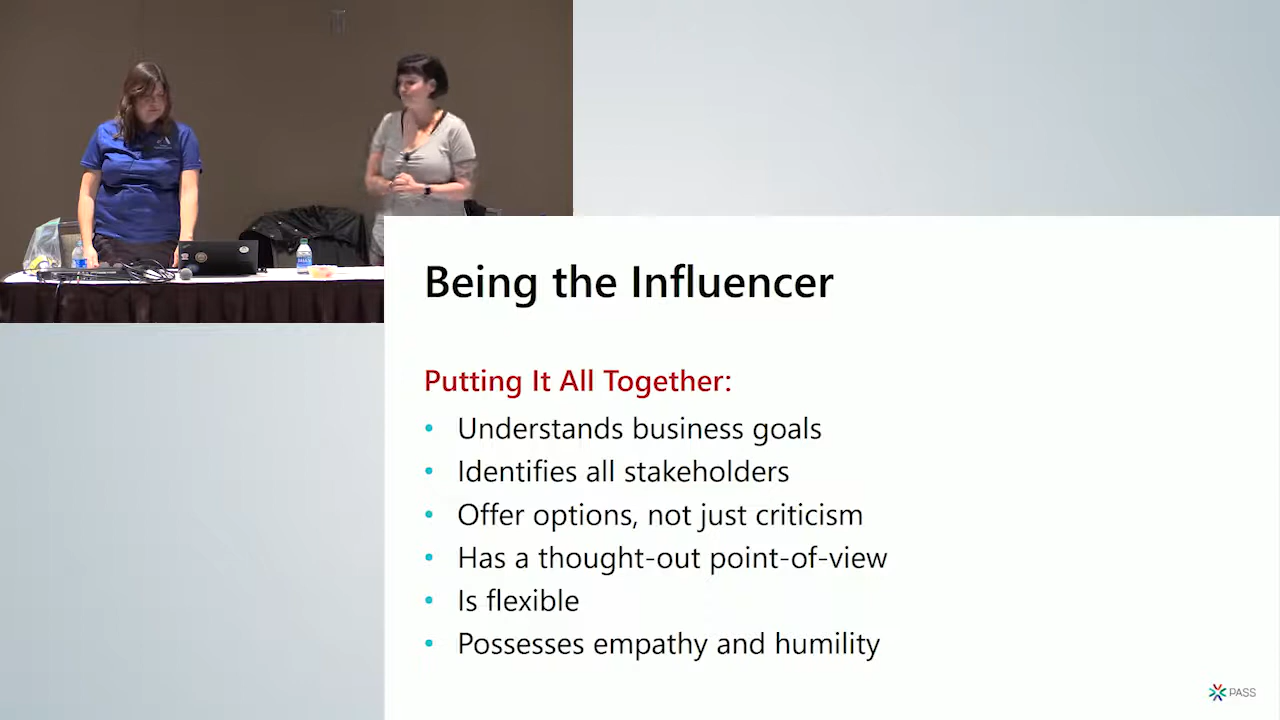 Being the Influencer
Putting It All Together:
• Understands business goals
• Identifies all stakeholders
• Offer options, not just criticism
• Has a thought-out point-of-view
• Is flexible
• Possesses empathy and humility
PASS